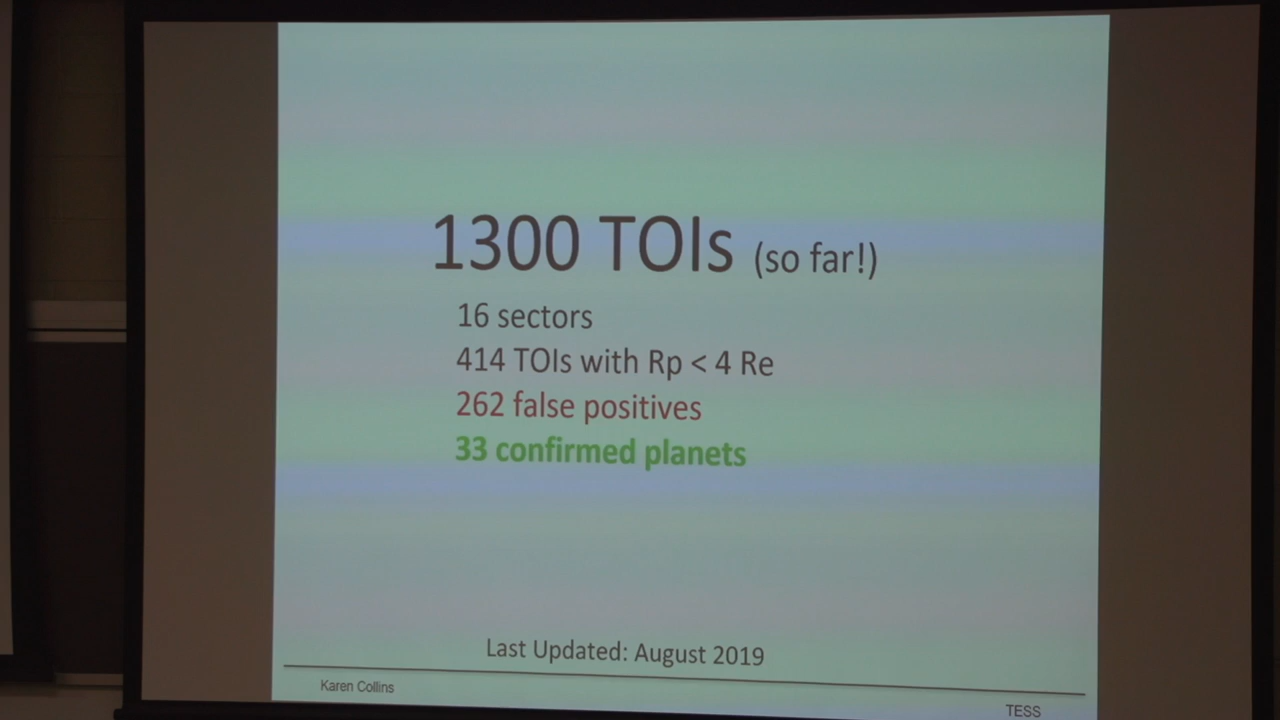 1300 TOIs (so far!)
16 sectors
414 TOIs with Rp < 4 Re
262 false positives
33 confirmed planets
Last Updated: August 2019
Karen Collins
TESS